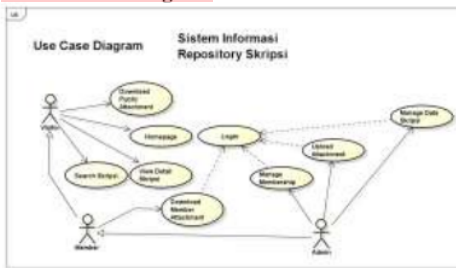 uc
Use Case Diagram
Sistem Informasi
Repository Skripsi
Download
Public
Attachment
Visitor
Homepage
Login
Manage Data
Skripsi
Upload
Attachment
Search Skripsi
View Detail
Skripsi
Manage
Membership
Download
Member
Attachment
Member
Admin